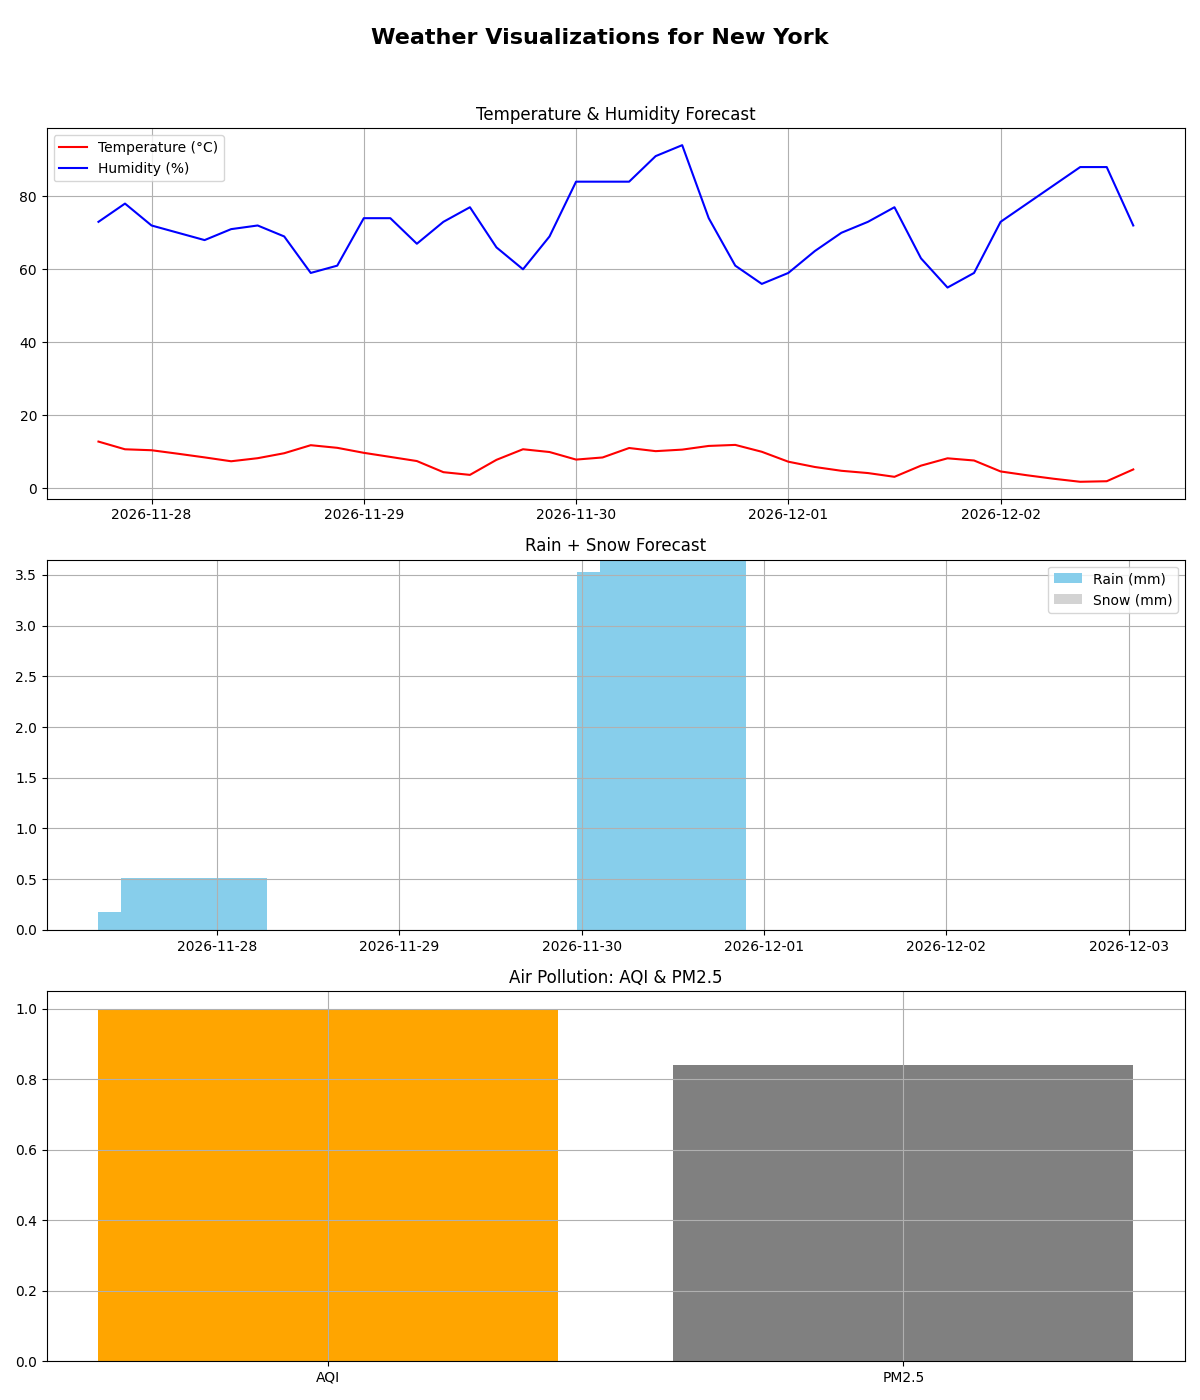 Weather Visualizations for New York
Temperature & Humidity Forecast
Temperature (°C)
Humidity (%)
80
60
40
20
0
2026-11-28 2026-11-29 2026-11-30 2026-12-01 2026-12-02
Rain + Snow Forecast
Rain (mm)
Snow (mm)
3.5
3.0
2.5
2.0
1.5
1.0
0.5
0.0
2026-11-28 2026-11-29 2026-11-30 2026-12-01 2026-12-02 2026-12-03
Air Pollution: AQI & PM2.5
1.0
0.8
0.6
0.4
0.2
0.0
AQI PM2.5